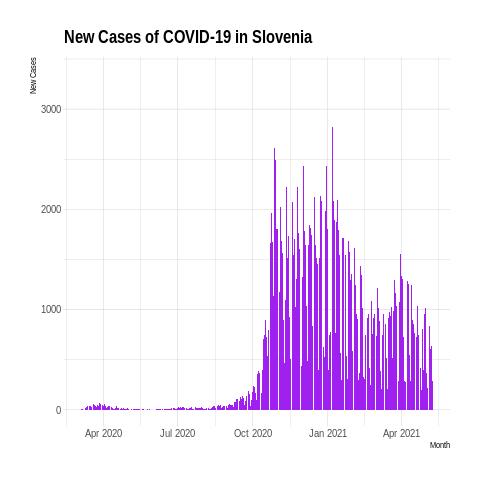 New Cases of COVID-19 in Slovenia
New Cases
3000
2000
1000
0
Apr 2020
Jul 2020
Oct 2020
Jan 2021
Apr 2021
Month